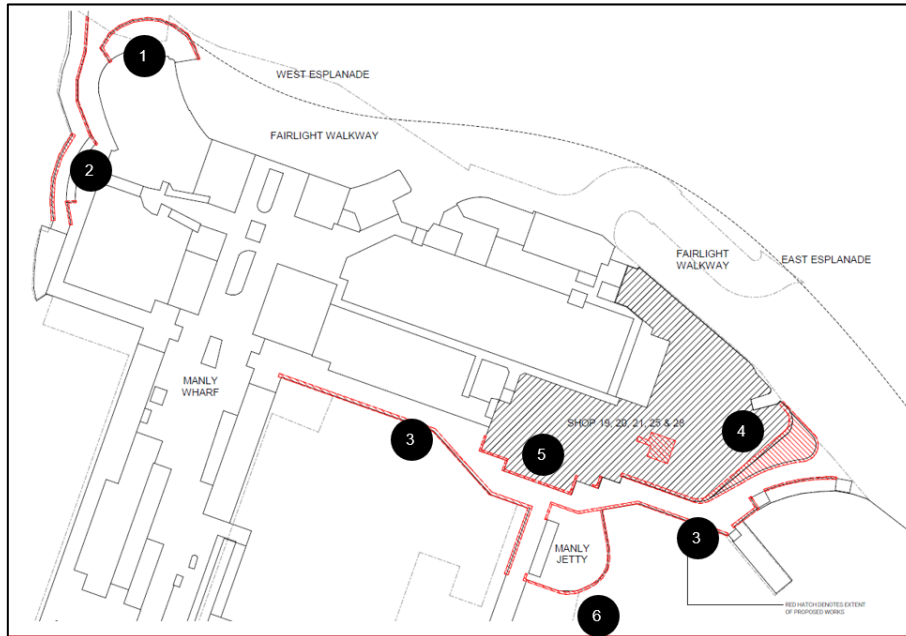 1
WEST ESPLANADE
FAIRLIGHT WALKWAY
2
FAIRLIGHT
WALKWAY
EAST ESPLANADE
MANLY
WHARF
SHOP 19, 20, 21, 25 & 28
4
3
5
3
MANLY
JETTY
6
RED HATCH DENOTES EXTENT
OF PROPOSED WORKS